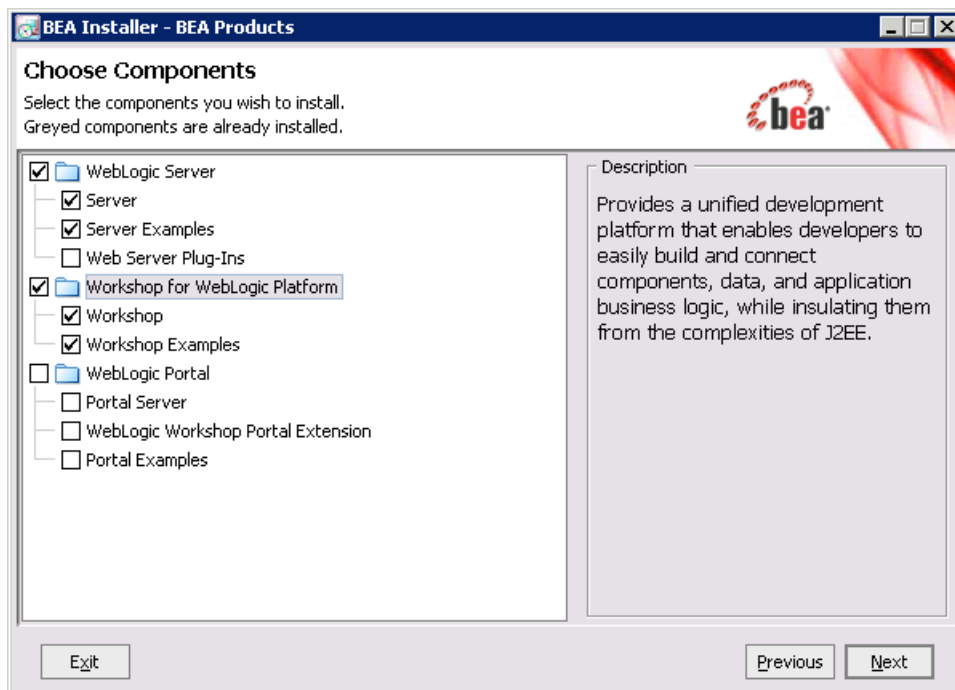 BEA Installer - BEA Products
Choose Components
Select the components you wish to install.
Greyed components are already installed.
bea
WebLogic Server
Server
Server Examples
Web Server Plug-Ins
Workshop for WebLogic Platform
Workshop
Workshop Examples
WebLogic Portal
Portal Server
WebLogic Workshop Portal Extension
Portal Examples
Description
Provides a unified development
platform that enables developers to
easily build and connect
components, data, and application
business logic, while insulating them
from the complexities of J2EE.
Exit
Previous
Next